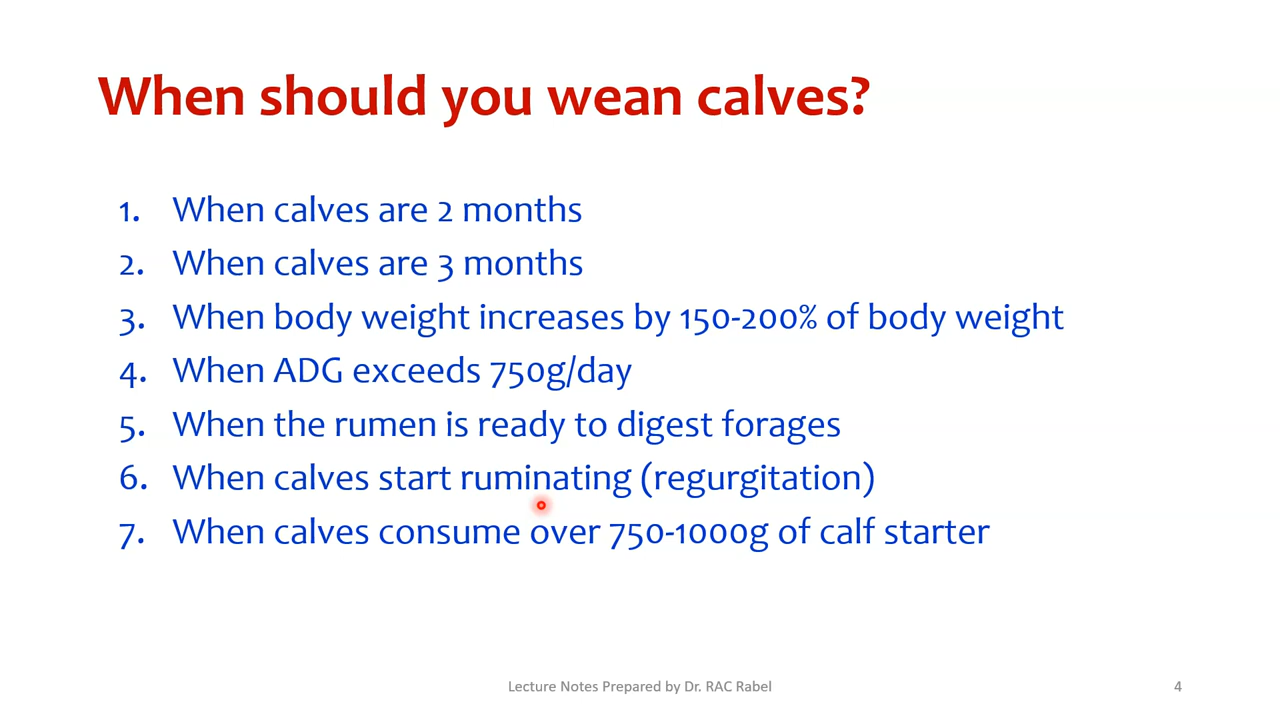 When should you wean calves?
1. When calves are 2 months
2. When calves are 3 months
3. When body weight increases by 150-200% of body weight
4. When ADG exceeds 750g/day
5. When the rumen is ready to digest forages
6. When calves start ruminating (regurgitation)
7. When calves consume over 750-1000g of calf starter
Lecture Notes Prepared by Dr. RAC Rabel
4